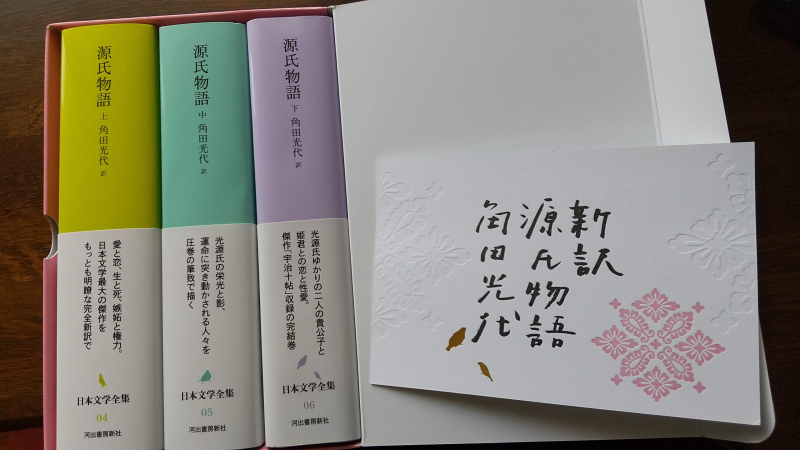 源氏物語 上 角田光代 訳
愛と恋、生と死、嫉妬と権力。
日本文学最大の傑作を
もっとも明瞭な完全新訳で
日本文学全集
04
河出書房新社
源氏物語 中 角田光代 訳
光源氏の栄光と影、
運命に突き動かされる人々を
圧巻の筆致で描く
日本文学全集
05
河出書房新社
源氏物語 下 角田光代 訳
光源氏ゆかりの二人の貴公子と
姫君との恋と性愛。
傑作「宇治十帖」収録の完結巻
日本文学全集
06
河出書房新社
新訳
源氏物語
角田光代